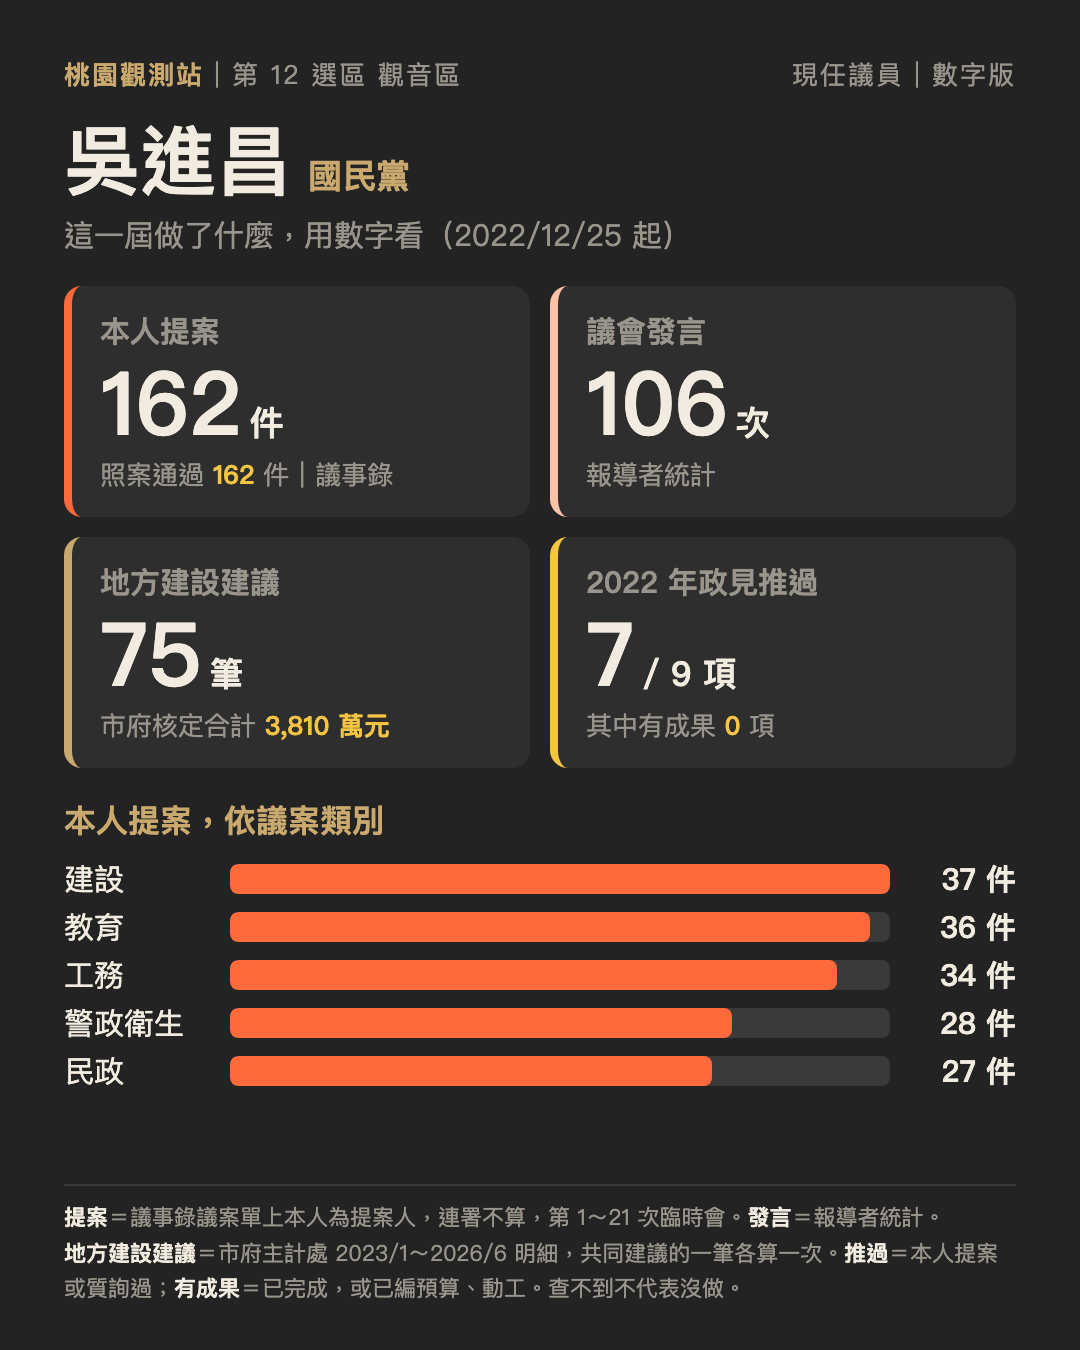 桃園觀測站｜第 12 選區 觀音區
現任議員｜數字版
吳進昌 國民黨
這一屆做了什麼，用數字看（2022/12/25 起）
本人提案
162 件
照案通過 162 件｜議事錄
議會發言
106 次
報導者統計
地方建設建議
75 筆
市府核定合計 3,810 萬元
2022 年政見推過
7 / 9 項
其中有成果 0 項
本人提案，依議案類別
建設 37 件
教育 36 件
工務 34 件
警政衛生 28 件
民政 27 件
提案＝議事錄議案單上本人為提案人，連署不算，第 1～21 次臨時會。發言＝報導者統計。
地方建設建議＝市府主計處 2023/1～2026/6 明細，共同建議的一筆各算一次。推過＝本人提案
或質詢過；有成果＝已完成，或已編預算、動工。查不到不代表沒做。